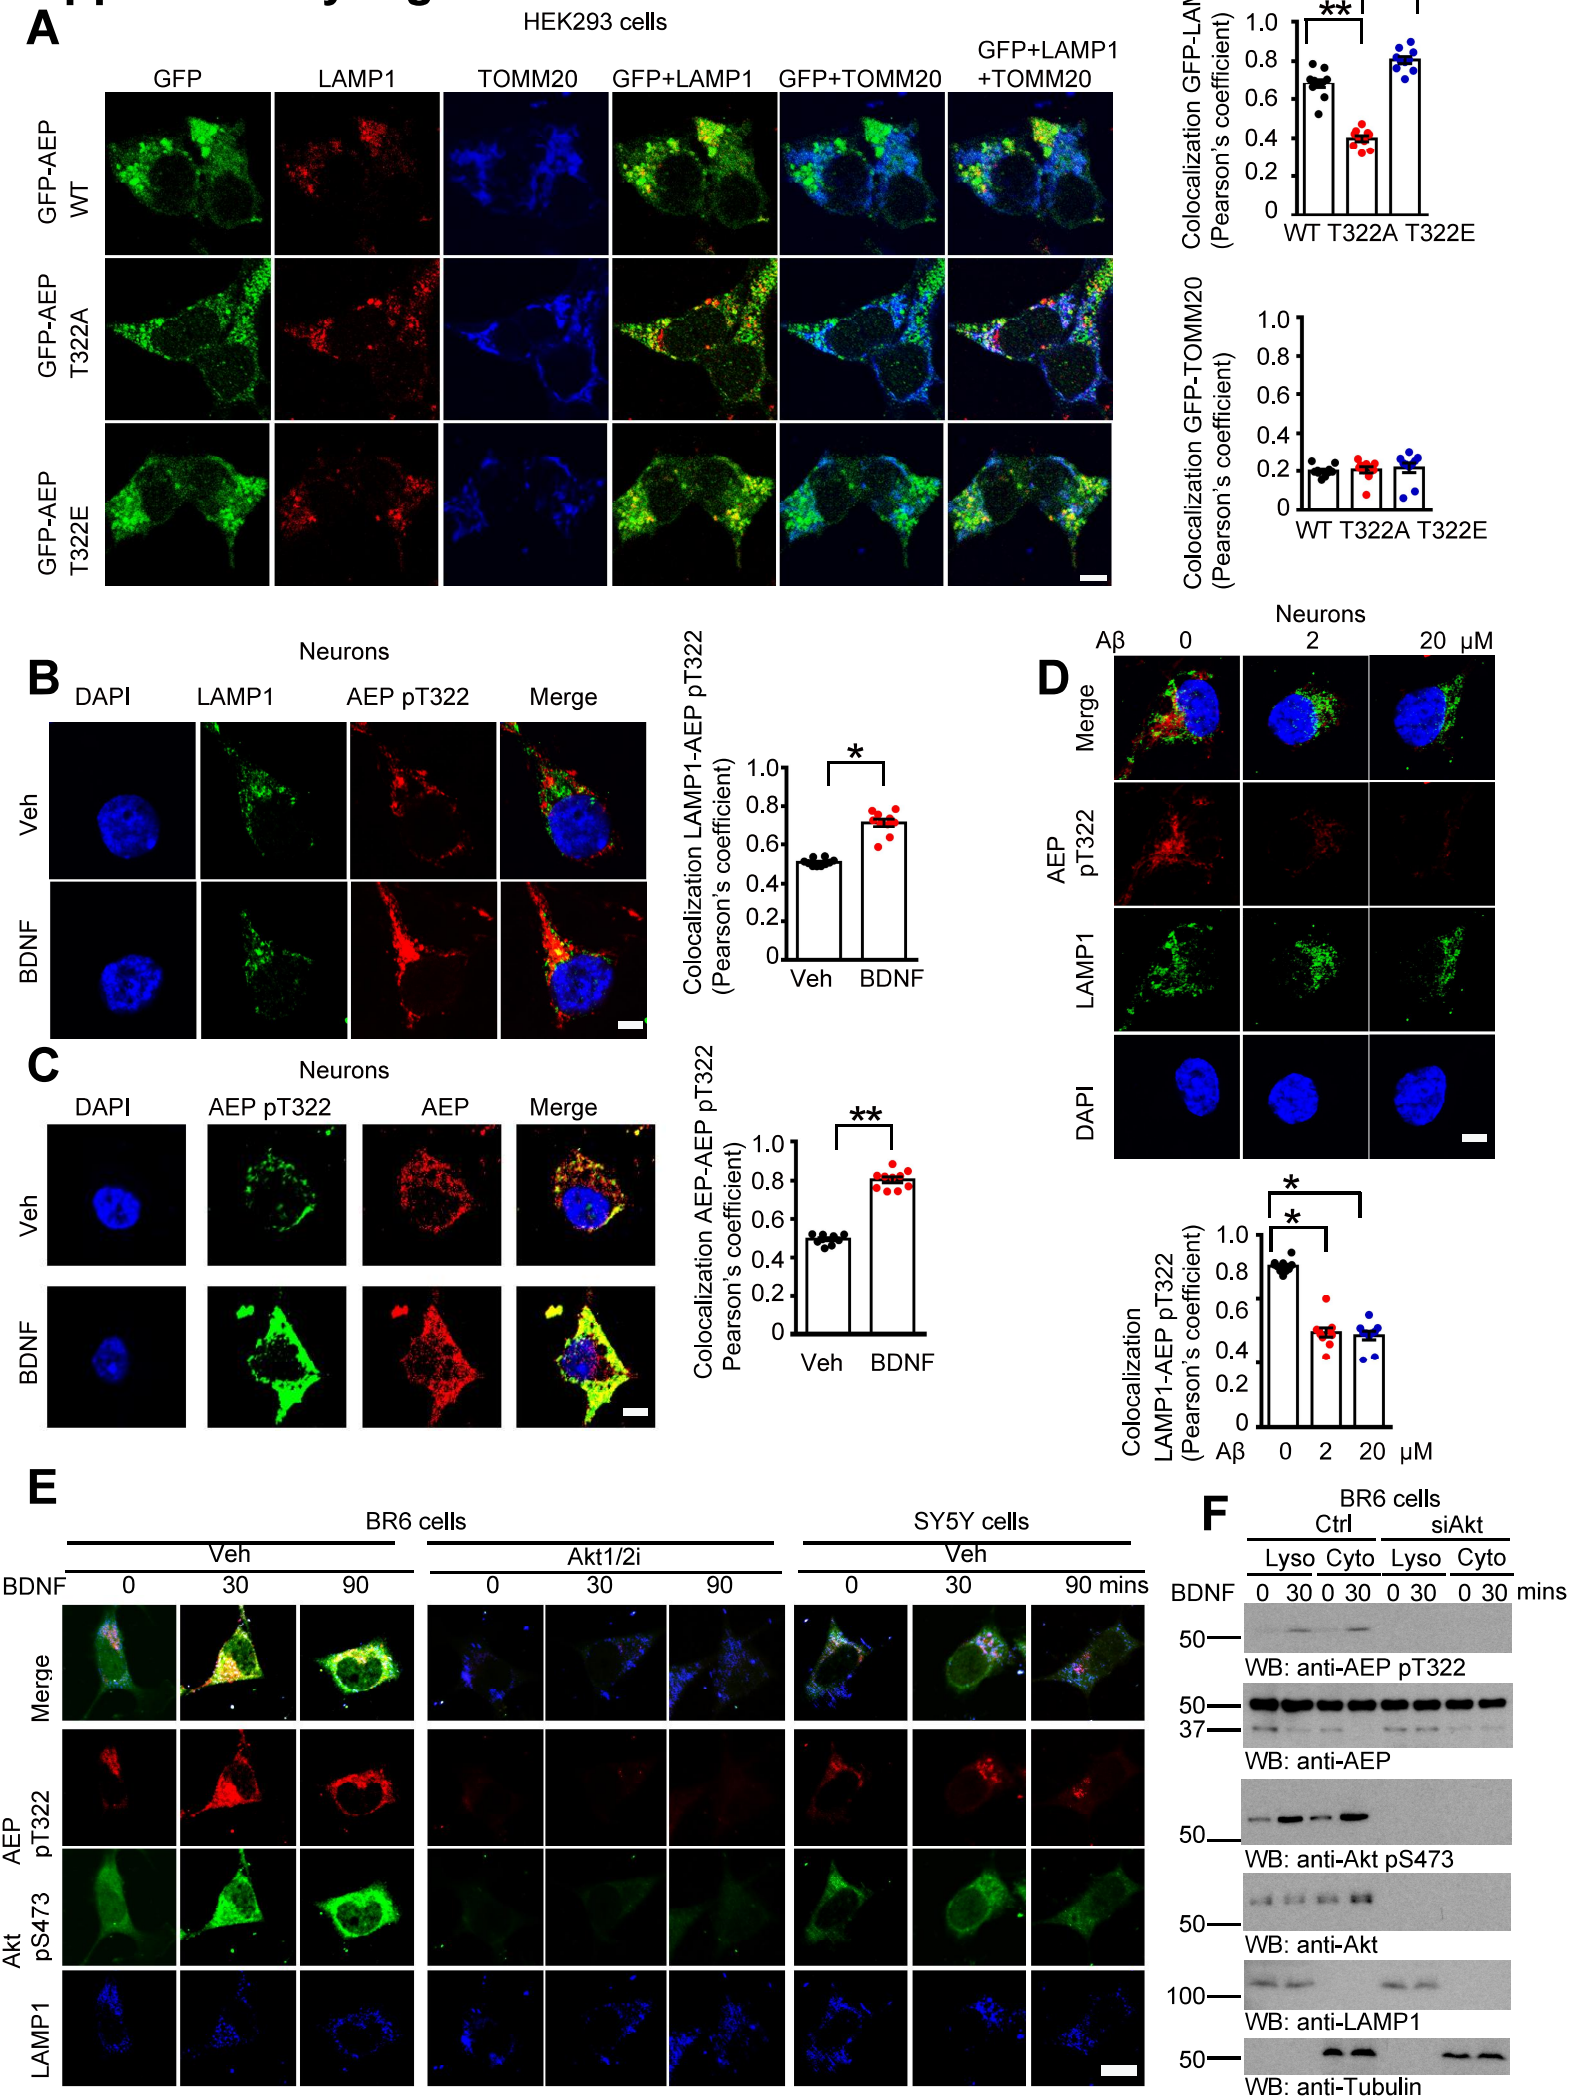 A
HEK293 cells
GFP
LAMP1
TOMM20
GFP+LAMP1
GFP+TOMM20
GFP+LAMP1
+TOMM20
GFP-AEP
WT
GFP-AEP
T322A
GFP-AEP
T322E
Colocalization
(Pearson's coefficient)
**
1.0
0.8
0.6
0.4
0.2
0
WT T322A T322E
Colocalization GFP-TOMM20
(Pearson's coefficient)
1.0
0.8
0.6
0.4
0.2
0
WT T322A T322E
B
Neurons
DAPI
LAMP1
AEP pT322
Merge
Veh
BDNF
Colocalization LAMP1-AEP pT322
(Pearson's coefficient)
*
1.0
0.8
0.6
0.4
0.2
0
Veh
BDNF
C
Neurons
DAPI
AEP pT322
AEP
Merge
Veh
BDNF
Colocalization AEP-AEP pT322
Pearson's coefficient)
**
1.0
0.8
0.6
0.4
0.2
0
Veh
BDNF
D
Neurons
Aβ 0 2 20 μM
Merge
AEP
pT322
LAMP1
DAPI
Colocalization
LAMP1-AEP pT322
(Pearson's coefficient)
*
*
1.0
0.8
0.6
0.4
0.2
0
Aβ 0 2 20 μM
E
BR6 cells
SY5Y cells
Veh
Akt1/2i
Veh
BDNF 0 30 90 0 30 90 0 30 90 mins
Merge
AEP
pT322
Akt
pS473
LAMP1
F
BR6 cells
Ctrl siAkt
Lyso Cyto Lyso Cyto
BDNF 0 30 0 30 0 30 0 30 mins
50
WB: anti-AEP pT322
50
37
WB: anti-AEP
50
WB: anti-Akt pS473
50
WB: anti-Akt
100
WB: anti-LAMP1
50
WB: anti-Tubulin